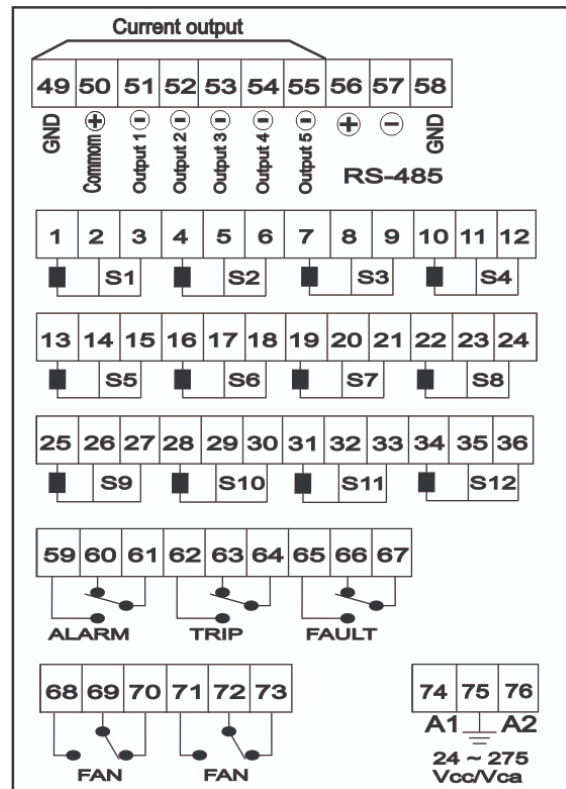 Current output
49 50 51 52 53 54 55 56 57 58
GND Commom + Output 1 - Output 2 - Output 3 - Output 4 - Output 5 - + - GND
RS-485
1 2 3 4 5 6 7 8 9 10 11 12
S1 S2 S3 S4
13 14 15 16 17 18 19 20 21 22 23 24
S5 S6 S7 S8
25 26 27 28 29 30 31 32 33 34 35 36
S9 S10 S11 S12
59 60 61 62 63 64 65 66 67
ALARM TRIP FAULT
68 69 70 71 72 73 74 75 76
A1 A2
FAN FAN 24 ~ 275
Vcc/Vca